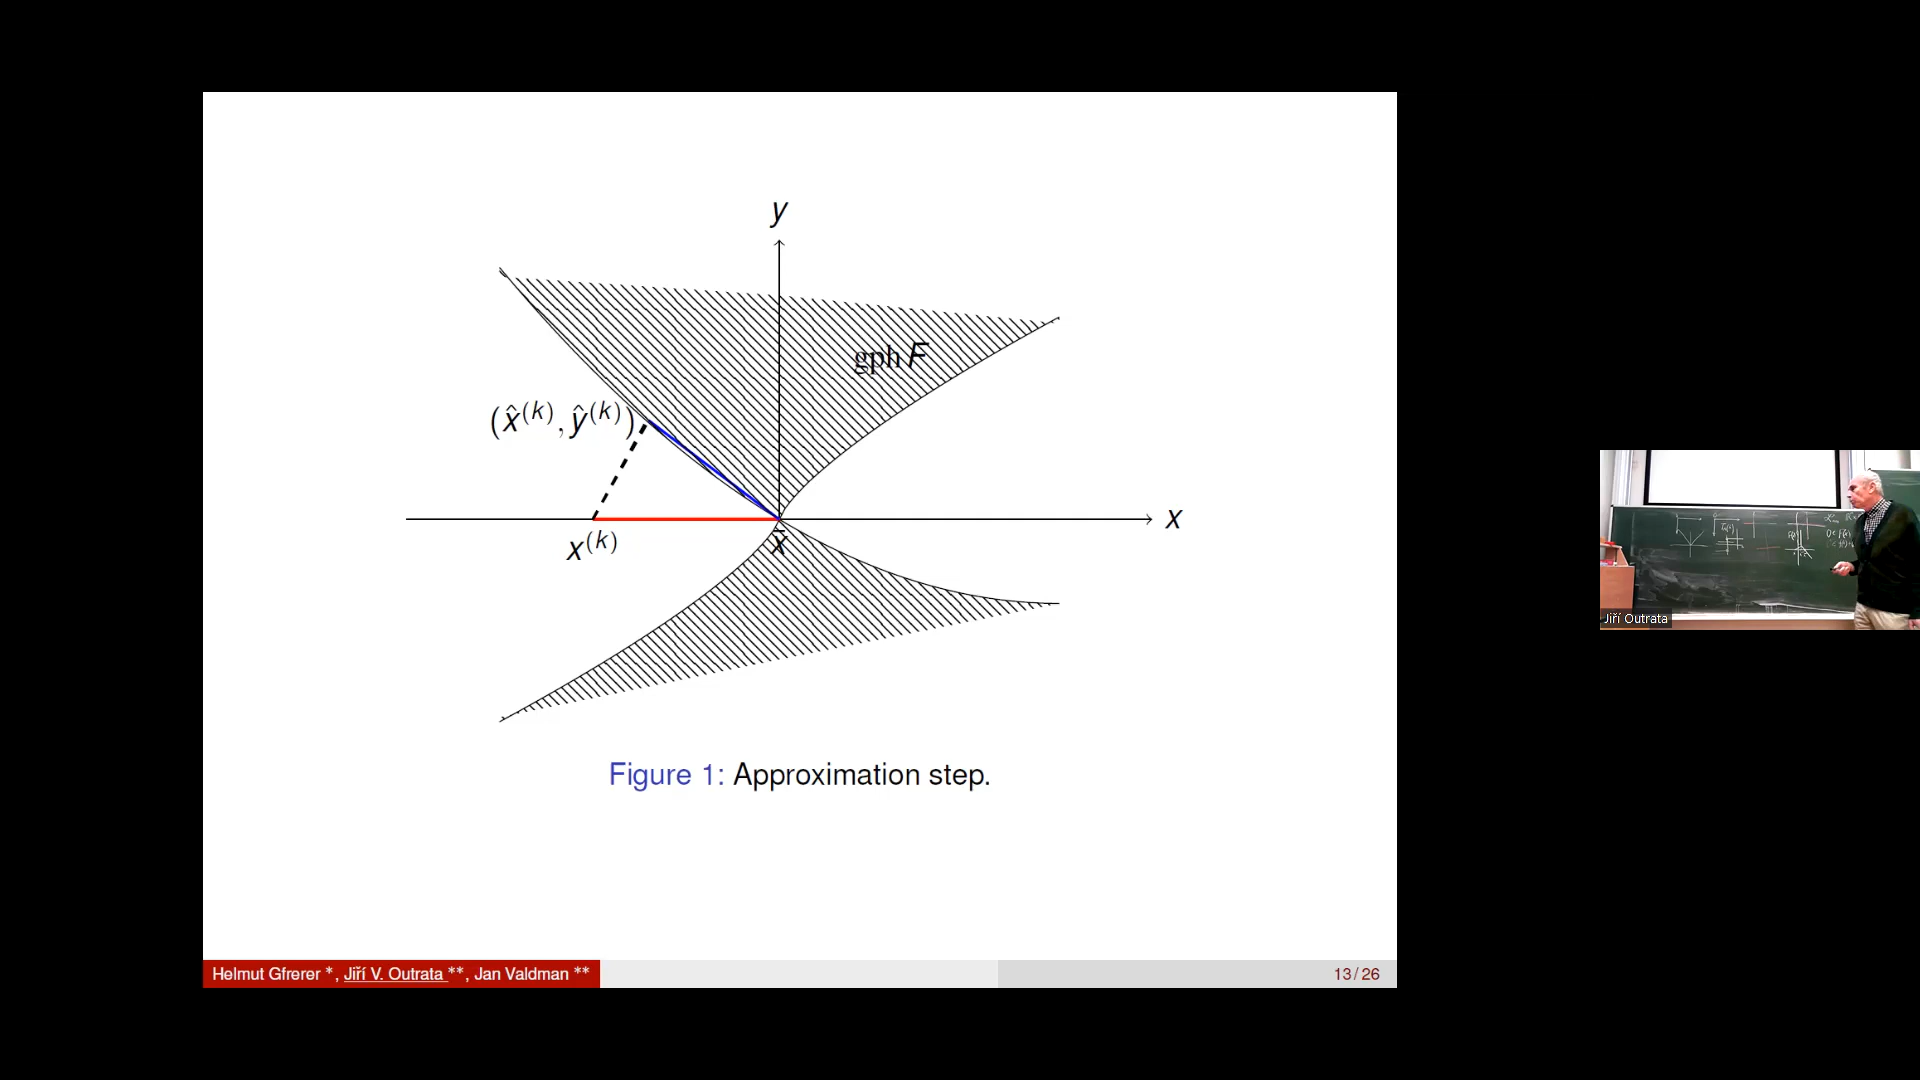 y
gph F
(x̂^(k), ŷ^(k))
x
x^(k)
x̄
Figure 1: Approximation step.
Helmut Gfrerer *, Jiří V. Outrata **, Jan Valdman **
13 / 26
Jiří Outrata